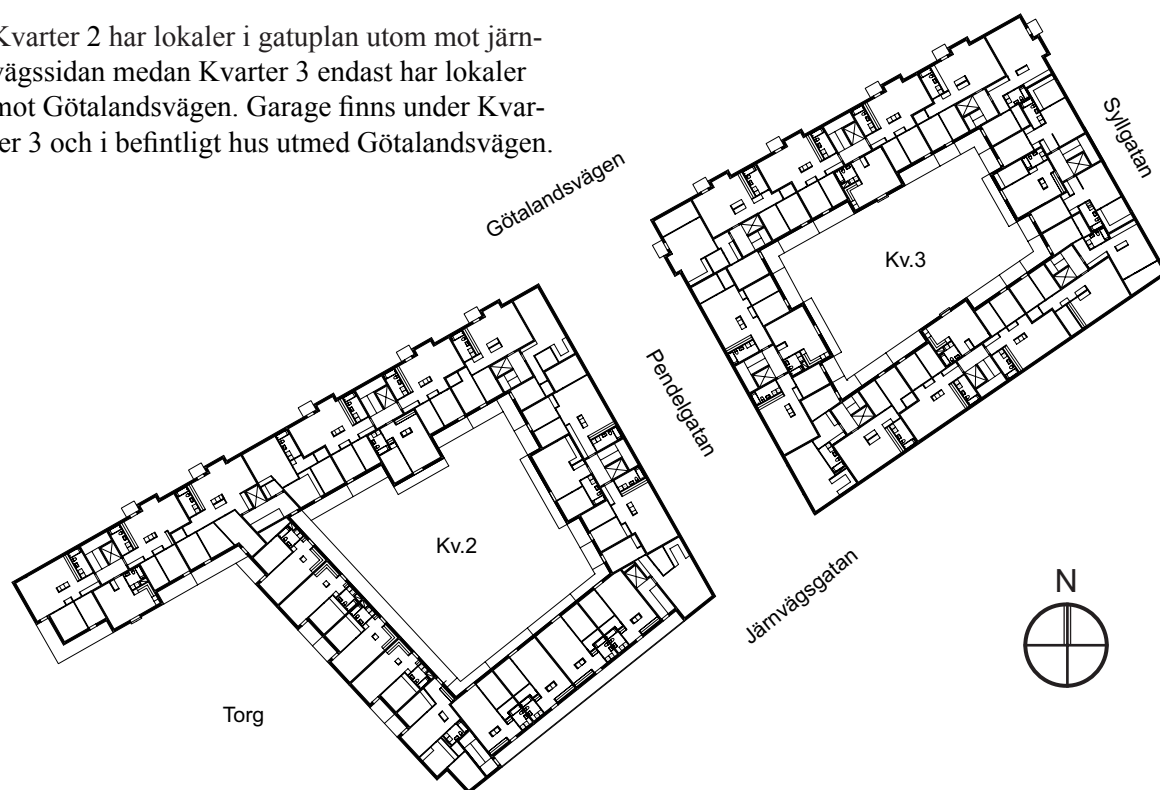 Kvarter 2 har lokaler i gatuplan utom mot järn-
vägssidan medan Kvarter 3 endast har lokaler
mot Götalandsvägen. Garage finns under Kvar-
ter 3 och i befintligt hus utmed Götalandsvägen.
Syllgatan
Götalandsvägen
Kv.3
Pendelgatan
Kv.2
Järnvägsgatan
N
Torg